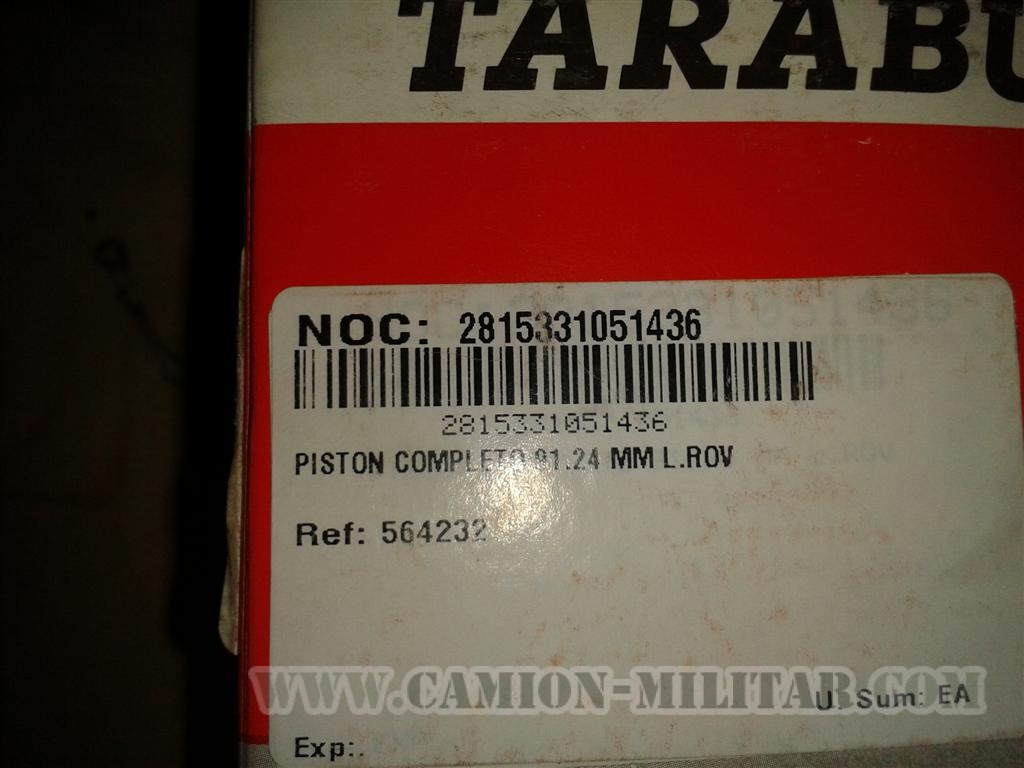 TARABU
NOC: 2815331051436
2815331051436
PISTON COMPLETO 91.24 MM L.ROV
Ref: 564232
WWW.CAMION-MILITAR.COM
U. Sum: EA
Exp:.